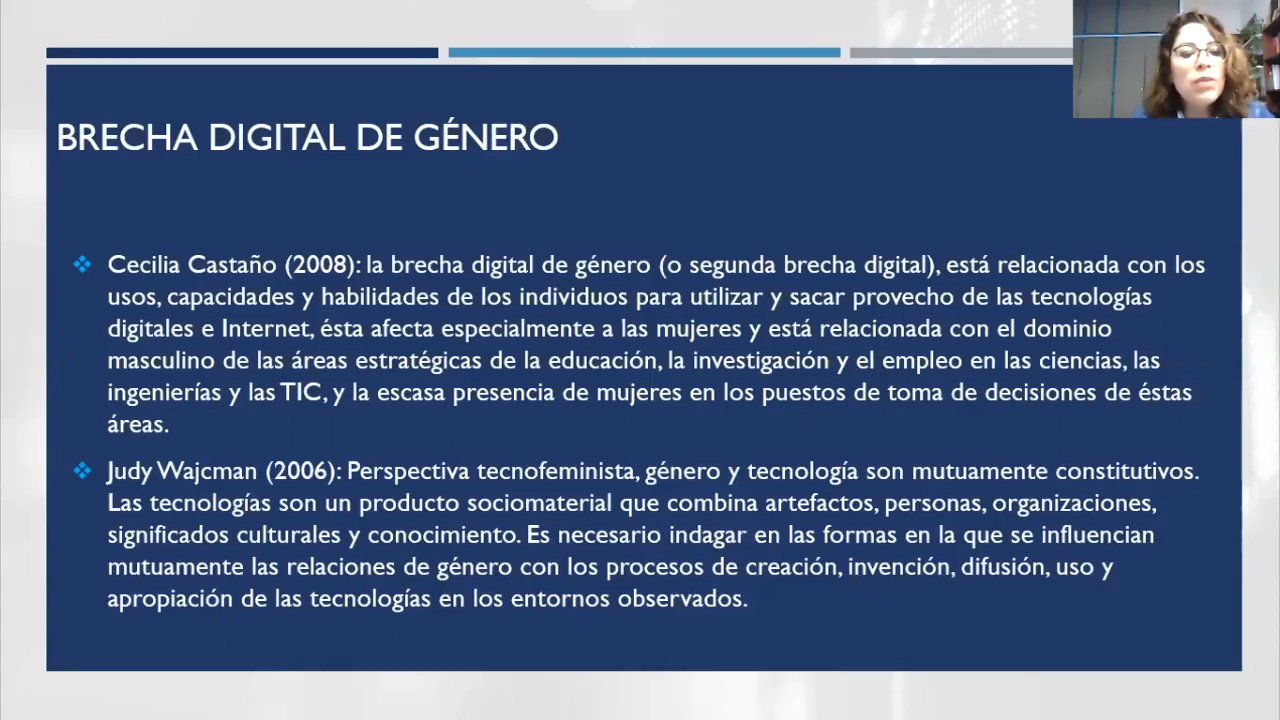 BRECHA DIGITAL DE GÉNERO
Cecilia Castaño (2008): la brecha digital de género (o segunda brecha digital), está relacionada con los
usos, capacidades y habilidades de los individuos para utilizar y sacar provecho de las tecnologías
digitales e Internet, ésta afecta especialmente a las mujeres y está relacionada con el dominio
masculino de las áreas estratégicas de la educación, la investigación y el empleo en las ciencias, las
ingenierías y las TIC, y la escasa presencia de mujeres en los puestos de toma de decisiones de éstas
áreas.
Judy Wajcman (2006): Perspectiva tecnofeminista, género y tecnología son mutuamente constitutivos.
Las tecnologías son un producto sociomaterial que combina artefactos, personas, organizaciones,
significados culturales y conocimiento. Es necesario indagar en las formas en la que se influencian
mutuamente las relaciones de género con los procesos de creación, invención, difusión, uso y
apropiación de las tecnologías en los entornos observados.